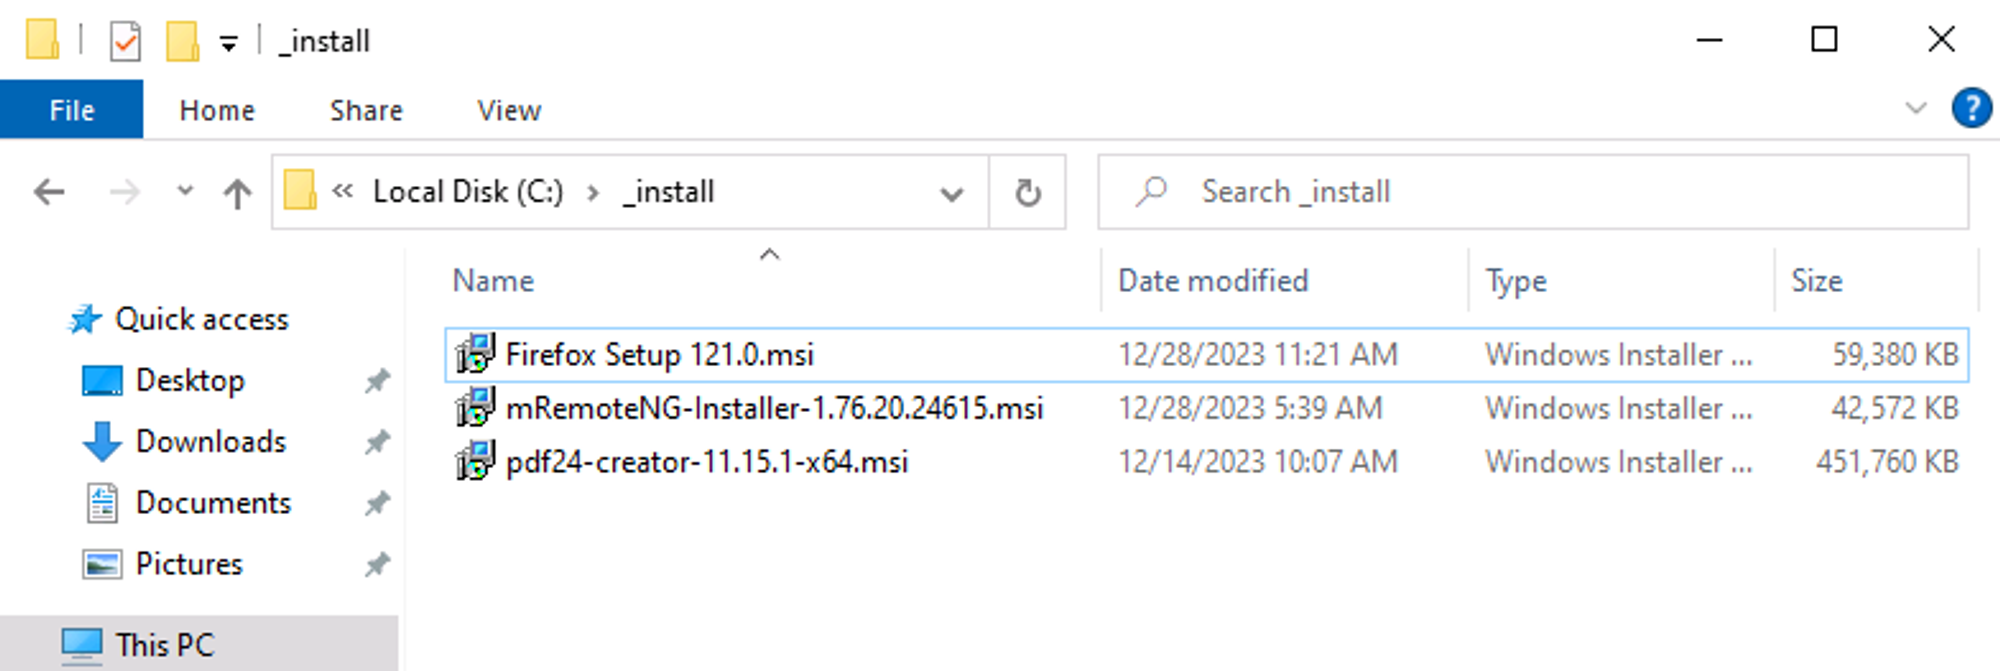 _install
File Home Share View ?
« Local Disk (C:) › _install Search _install
Name Date modified Type Size
Quick access
Firefox Setup 121.0.msi 12/28/2023 11:21 AM Windows Installer ... 59,380 KB
Desktop
mRemoteNG-Installer-1.76.20.24615.msi 12/28/2023 5:39 AM Windows Installer ... 42,572 KB
Downloads
pdf24-creator-11.15.1-x64.msi 12/14/2023 10:07 AM Windows Installer ... 451,760 KB
Documents
Pictures
This PC